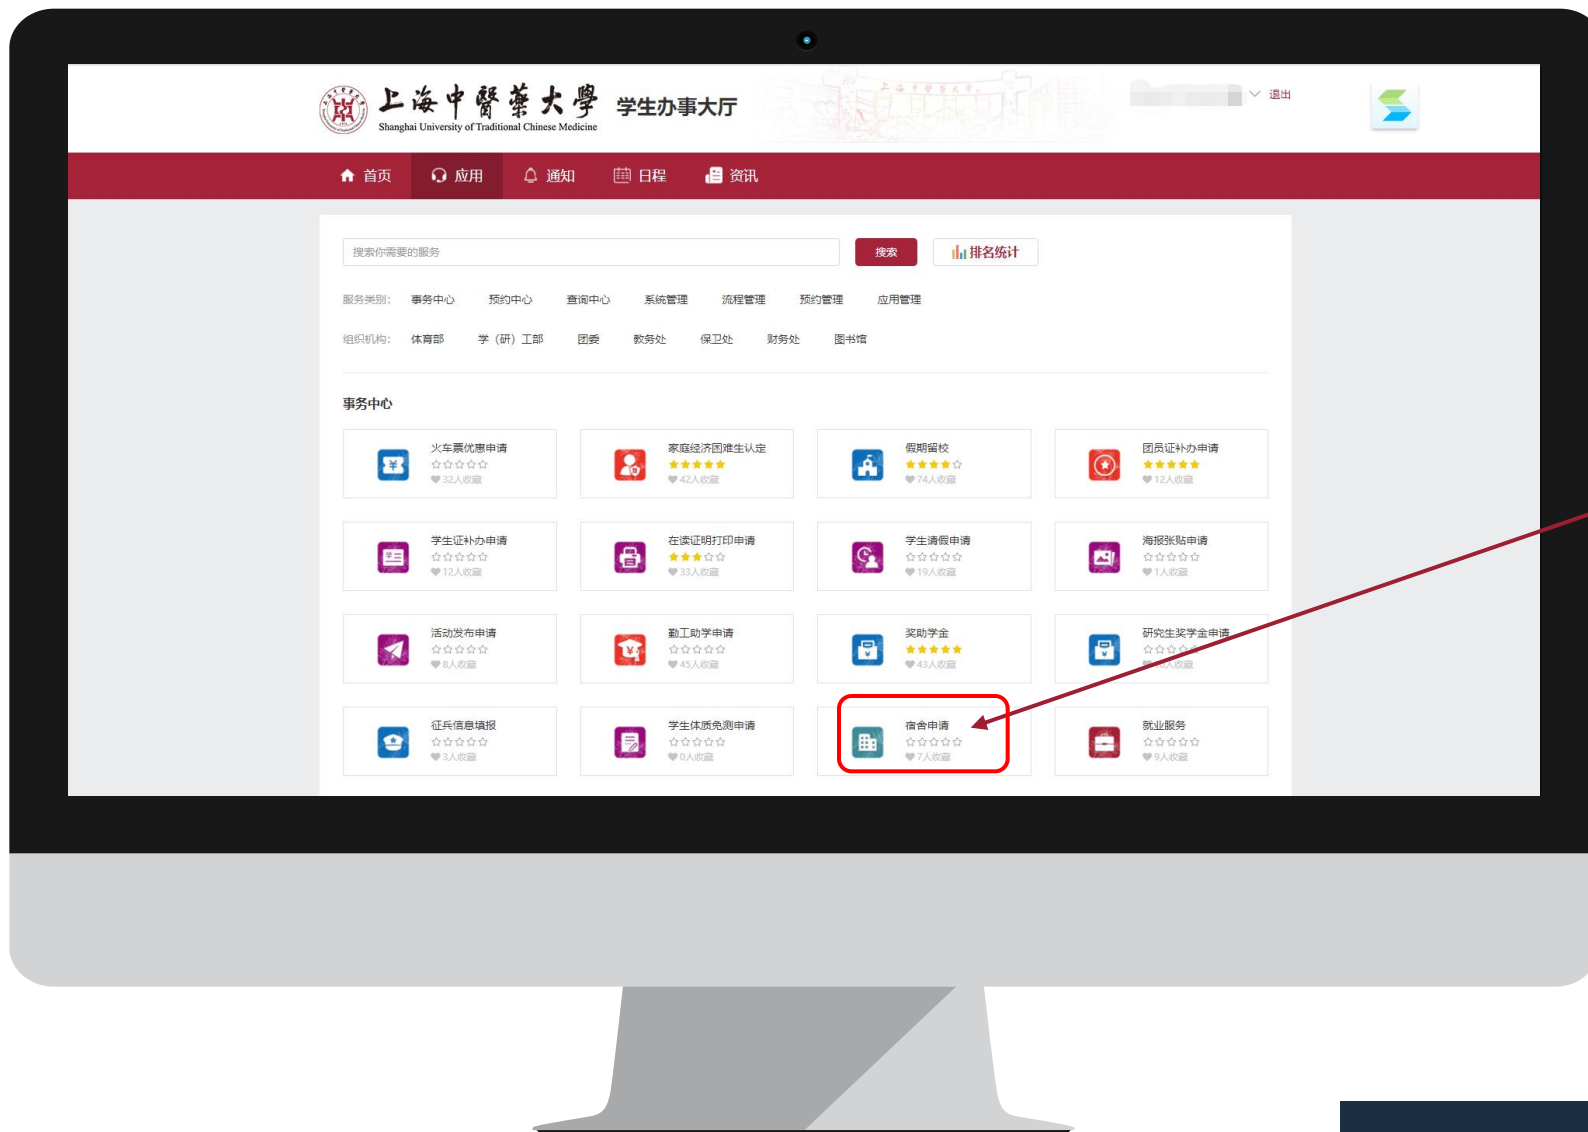 上海中醫藥大學 学生办事大厅
Shanghai University of Traditional Chinese Medicine
退出
首页 应用 通知 日程 资讯
搜索你需要的服务 搜索 排名统计
服务类别: 事务中心 预约中心 查询中心 系统管理 流程管理 预约管理 应用管理
组织机构: 体育部 学（研）工部 团委 教务处 保卫处 财务处 图书馆
事务中心
火车票优惠申请
32人收藏
家庭经济困难生认定
42人收藏
假期留校
74人收藏
团员证补办申请
12人收藏
学生证补办申请
12人收藏
在读证明打印申请
33人收藏
学生请假申请
19人收藏
海报张贴申请
1人收藏
活动发布申请
8人收藏
勤工助学申请
45人收藏
奖助学金
43人收藏
研究生奖学金申请
人收藏
征兵信息填报
3人收藏
学生体质免测申请
0人收藏
宿舍申请
7人收藏
就业服务
9人收藏